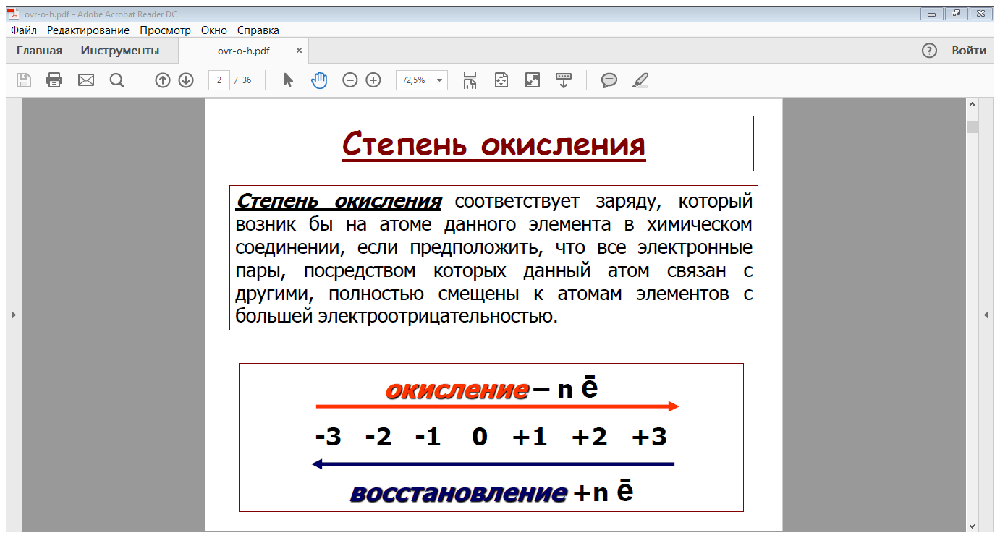 ovr-o-h.pdf - Adobe Acrobat Reader DC
Файл Редактирование Просмотр Окно Справка
Главная Инструменты ovr-o-h.pdf × ? Войти
2 / 36 72,5%
Степень окисления
Степень окисления соответствует заряду, который
возник бы на атоме данного элемента в химическом
соединении, если предположить, что все электронные
пары, посредством которых данный атом связан с
другими, полностью смещены к атомам элементов с
большей электроотрицательностью.
окисление – n ē
-3 -2 -1 0 +1 +2 +3
восстановление +n ē